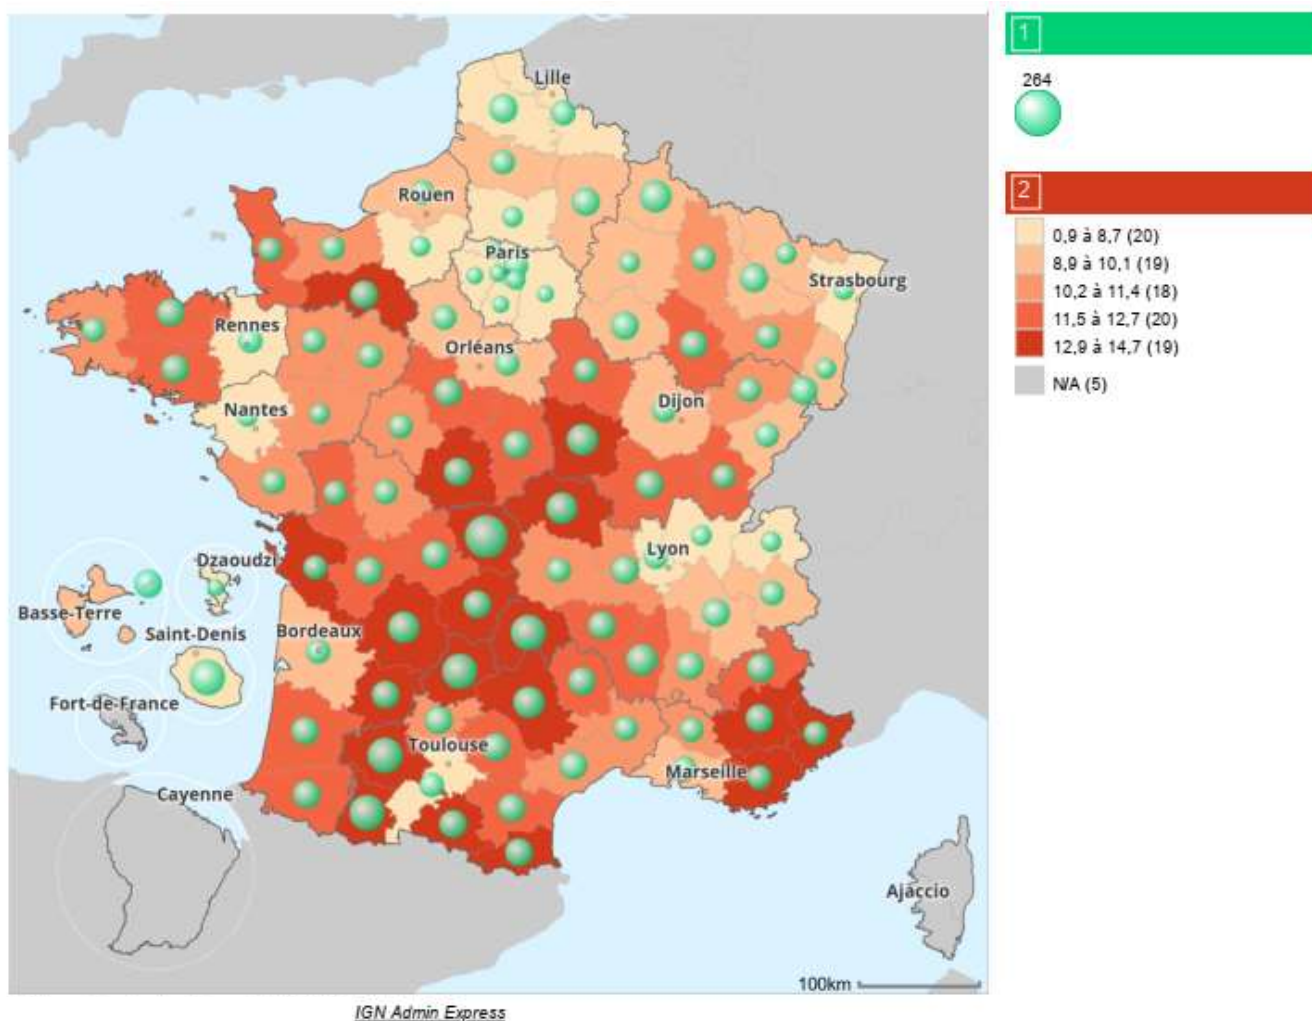 1
264
2
0,9 à 8,7 (20)
8,9 à 10,1 (19)
10,2 à 11,4 (18)
11,5 à 12,7 (20)
12,9 à 14,7 (19)
N/A (5)
Lille
Rouen
Paris
Strasbourg
Rennes
Orléans
Nantes
Dijon
Lyon
Dzaoudzi
Basse-Terre
Saint-Denis
Bordeaux
Fort-de-France
Toulouse
Marseille
Cayenne
Ajaccio
100km
IGN Admin Express